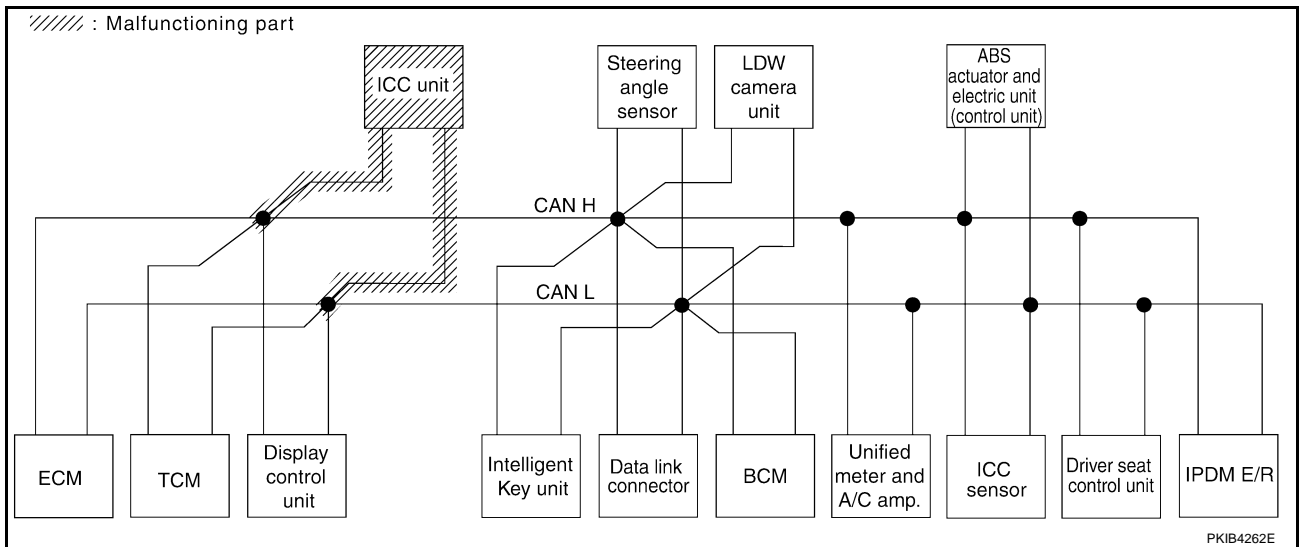 : Malfunctioning part
ICC unit
Steering
angle
sensor
LDW
camera
unit
ABS
actuator and
electric unit
(control unit)
CAN H
CAN L
ECM
TCM
Display
control
unit
Intelligent
Key unit
Data link
connector
BCM
Unified
meter and
A/C amp.
ICC
sensor
Driver seat
control unit
IPDM E/R
PKIB4262E